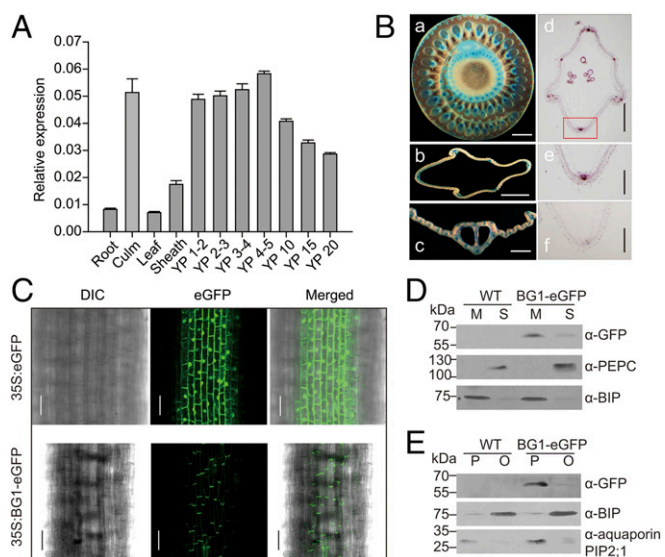 A
Relative expression
0.07
0.06
0.05
0.04
0.03
0.02
0.01
0.00
Root
Culm
Leaf
Sheath
YP 1-2
YP 2-3
YP 3-4
YP 4-5
YP 10
YP 15
YP 20
B
a
b
c
d
e
f
C
DIC
eGFP
Merged
35S:eGFP
35S:BG1-eGFP
D
WT BG1-eGFP
kDa M S M S
70
55
α-GFP
130
100
α-PEPC
75
α-BIP
E
WT BG1-eGFP
kDa P O P O
70
55
α-GFP
75
α-BIP
35
25
α-aquaporin
PIP2;1